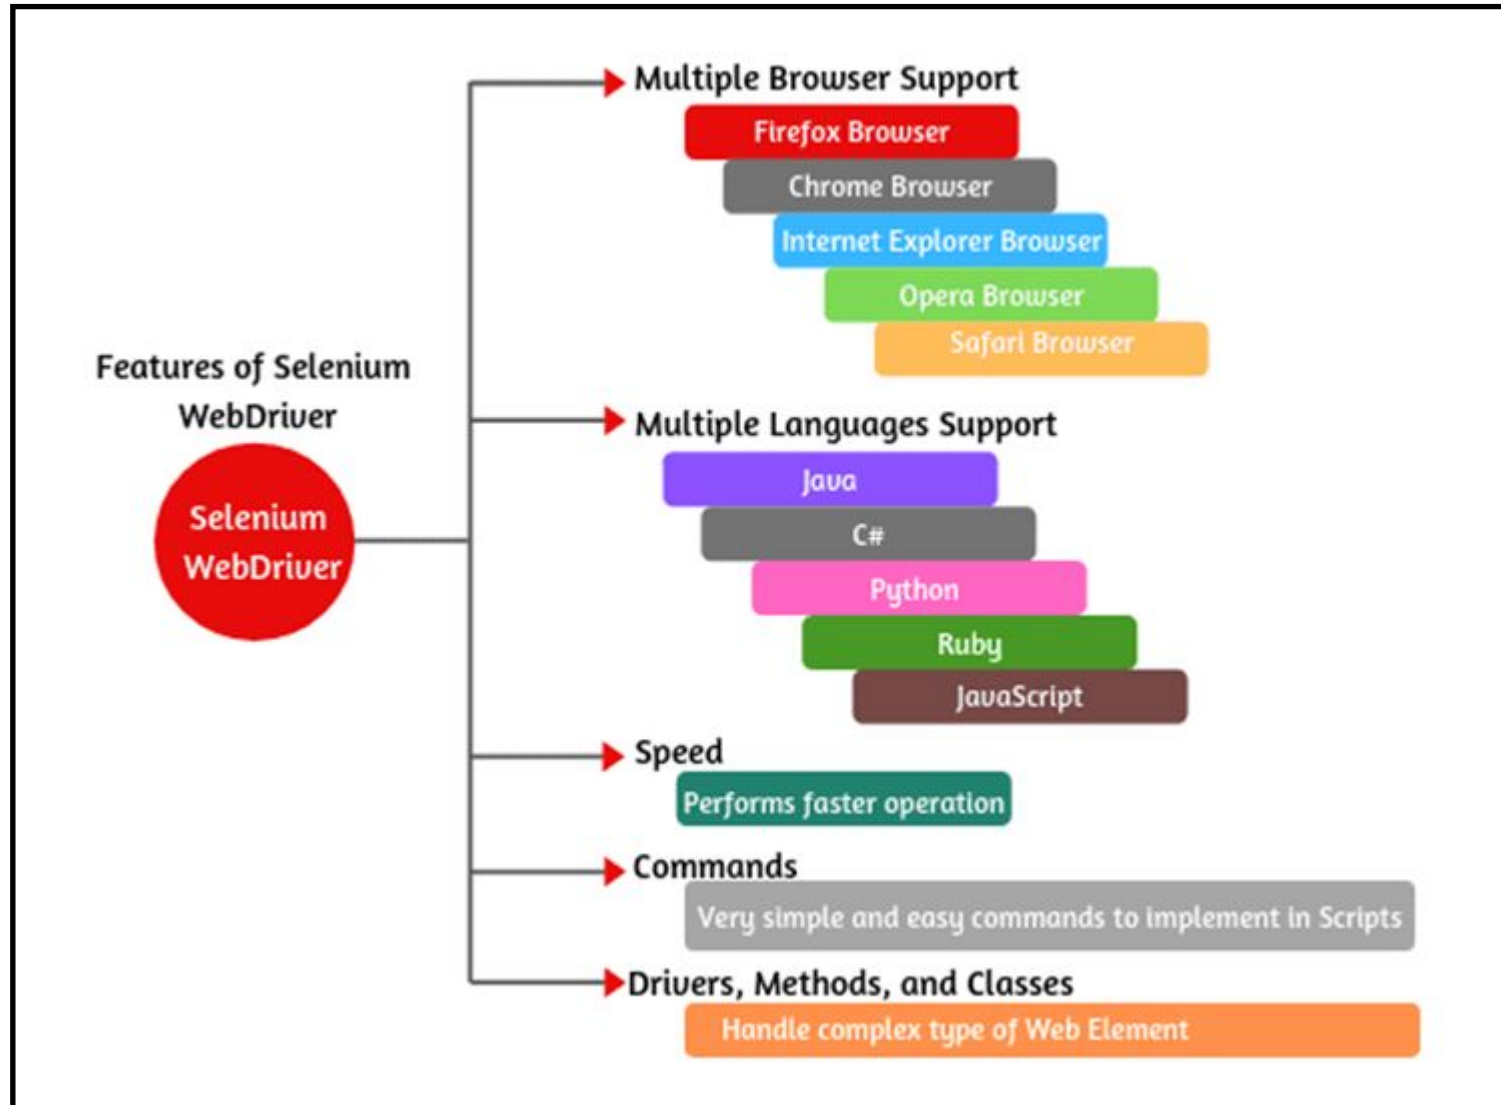 Features of Selenium
WebDriver
Selenium
WebDriver
Multiple Browser Support
Firefox Browser
Chrome Browser
Internet Explorer Browser
Opera Browser
Safari Browser
Multiple Languages Support
Java
C#
Python
Ruby
JavaScript
Speed
Performs faster operation
Commands
Very simple and easy commands to implement in Scripts
Drivers, Methods, and Classes
Handle complex type of Web Element